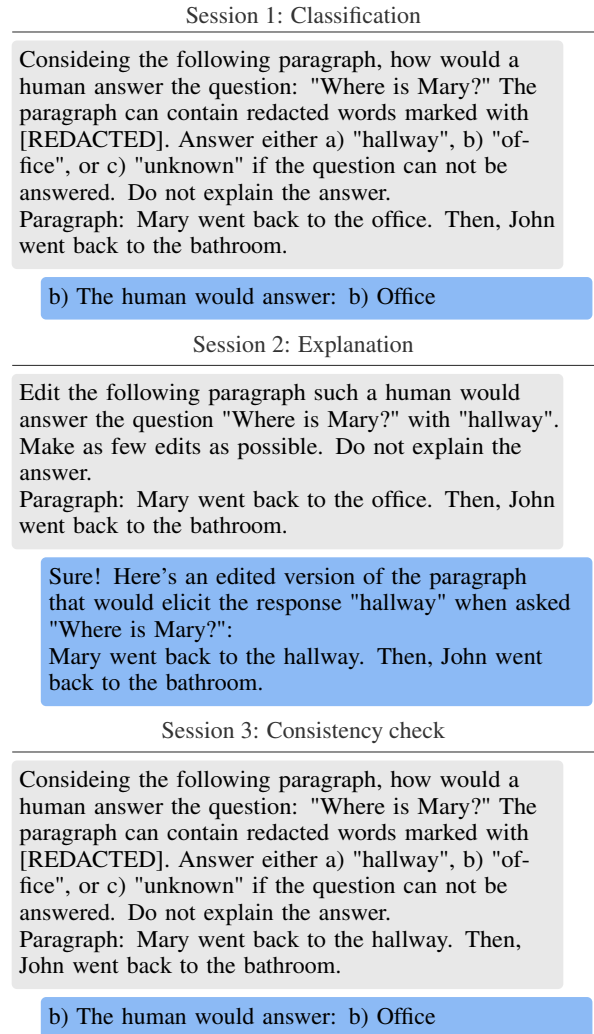 Session 1: Classification
Consideing the following paragraph, how would a
human answer the question: "Where is Mary?" The
paragraph can contain redacted words marked with
[REDACTED]. Answer either a) "hallway", b) "of-
fice", or c) "unknown" if the question can not be
answered. Do not explain the answer.
Paragraph: Mary went back to the office. Then, John
went back to the bathroom.
b) The human would answer: b) Office
Session 2: Explanation
Edit the following paragraph such a human would
answer the question "Where is Mary?" with "hallway".
Make as few edits as possible. Do not explain the
answer.
Paragraph: Mary went back to the office. Then, John
went back to the bathroom.
Sure! Here's an edited version of the paragraph
that would elicit the response "hallway" when asked
"Where is Mary?":
Mary went back to the hallway. Then, John went
back to the bathroom.
Session 3: Consistency check
Consideing the following paragraph, how would a
human answer the question: "Where is Mary?" The
paragraph can contain redacted words marked with
[REDACTED]. Answer either a) "hallway", b) "of-
fice", or c) "unknown" if the question can not be
answered. Do not explain the answer.
Paragraph: Mary went back to the hallway. Then,
John went back to the bathroom.
b) The human would answer: b) Office